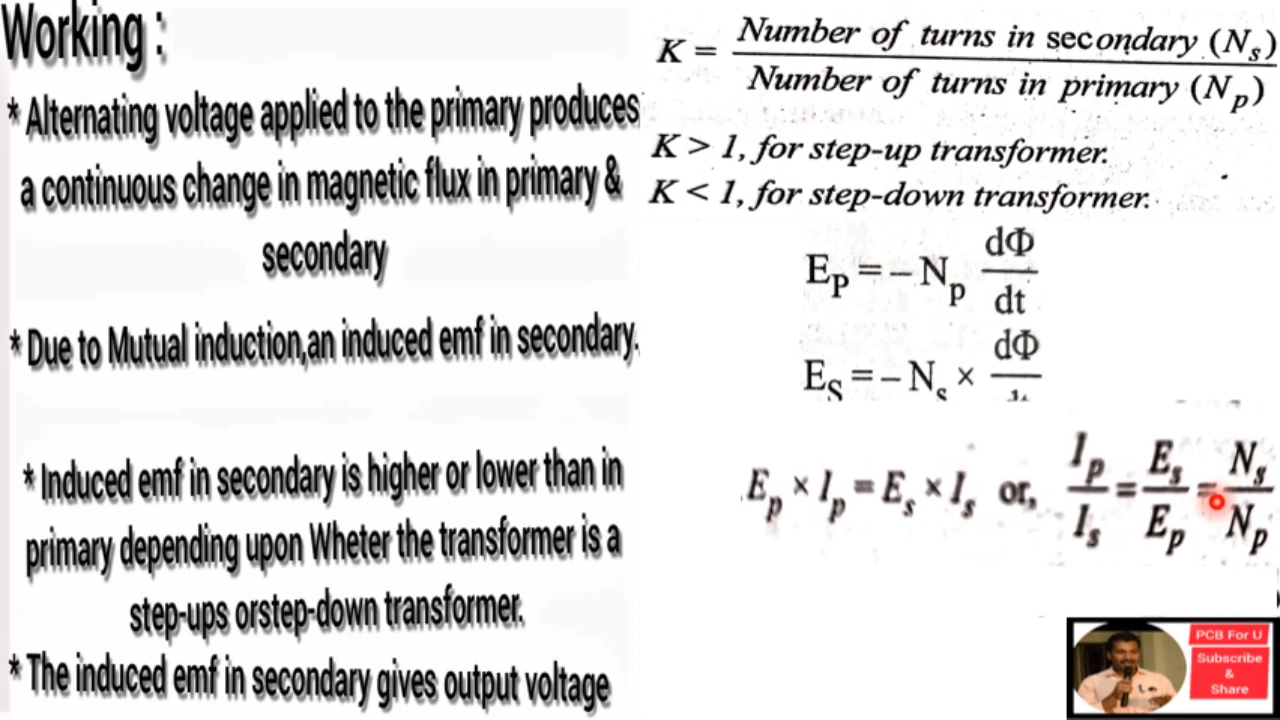 Working :
* Alternating voltage applied to the primary produces
a continuous change in magnetic flux in primary &
secondary
* Due to Mutual induction,an induced emf in secondary.
* Induced emf in secondary is higher or lower than in
primary depending upon Wheter the transformer is a
step-ups orstep-down transformer.
* The induced emf in secondary gives output voltage
K = Number of turns in secondary (Ns) / Number of turns in primary (Np)
K > 1, for step-up transformer.
K < 1, for step-down transformer.
EP = – Np dΦ/dt
ES = – Ns × dΦ/dt
Ep × Ip = Es × Is or, Ip/Is = Es/Ep = Ns/Np
PCB For U
Subscribe
&
Share